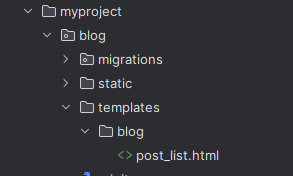 myproject
blog
migrations
static
templates
blog
post_list.html